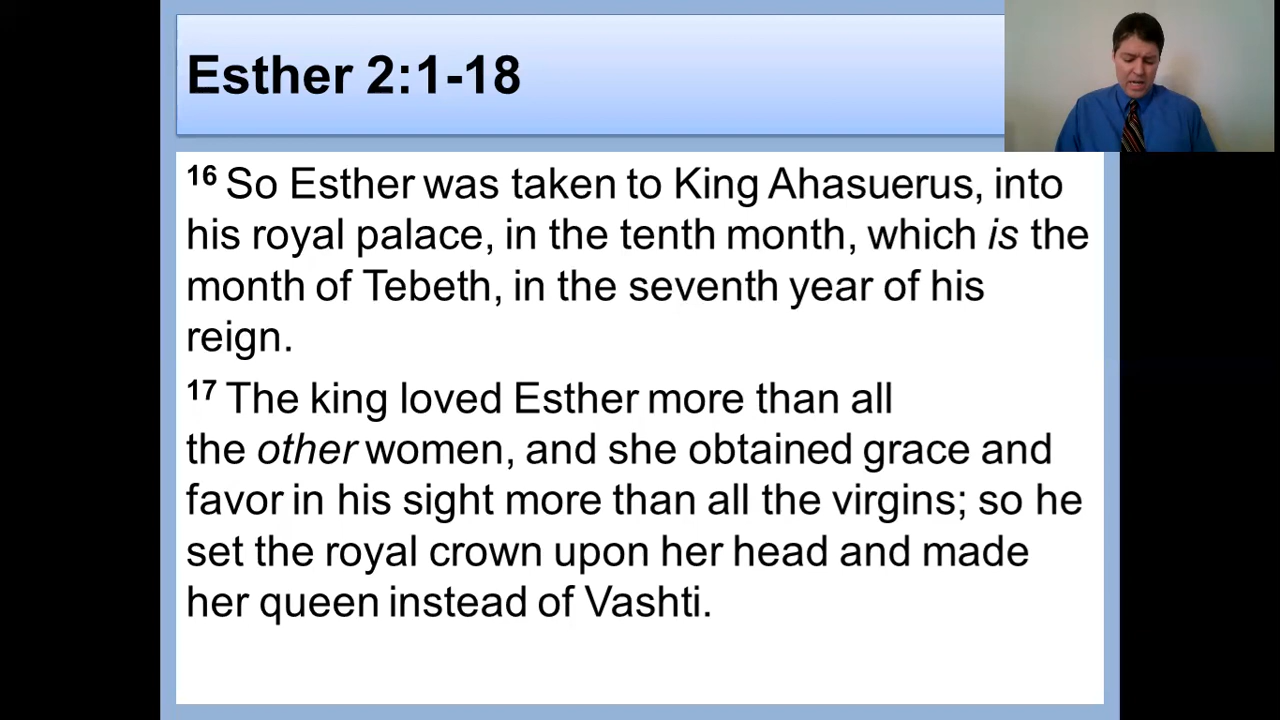 Esther 2:1-18
16 So Esther was taken to King Ahasuerus, into
his royal palace, in the tenth month, which is the
month of Tebeth, in the seventh year of his
reign.
17 The king loved Esther more than all
the other women, and she obtained grace and
favor in his sight more than all the virgins; so he
set the royal crown upon her head and made
her queen instead of Vashti.